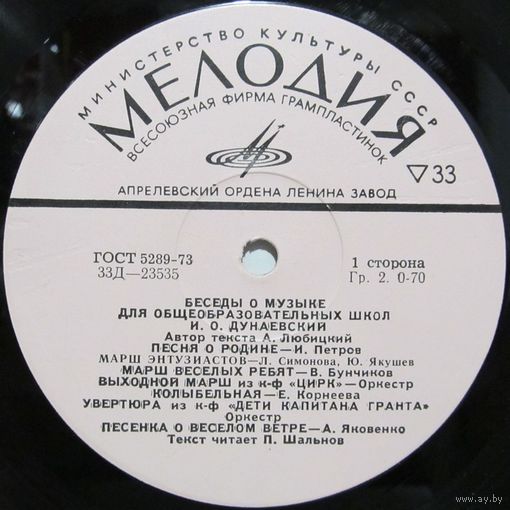 МИНИСТЕРСТВО КУЛЬТУРЫ СССР
МЕЛОДИЯ
ВСЕСОЮЗНАЯ ФИРМА ГРАМПЛАСТИНОК
▽33
АПРЕЛЕВСКИЙ ОРДЕНА ЛЕНИНА ЗАВОД
ГОСТ 5289-73
33Д—23535
1 сторона
Гр. 2. 0-70
БЕСЕДЫ О МУЗЫКЕ
ДЛЯ ОБЩЕОБРАЗОВАТЕЛЬНЫХ ШКОЛ
И. О. ДУНАЕВСКИЙ
Автор текста А. Любицкий
ПЕСНЯ О РОДИНЕ—И. Петров
МАРШ ЭНТУЗИАСТОВ—Л. Симонова, Ю. Якушев
МАРШ ВЕСЕЛЫХ РЕБЯТ—В. Бунчиков
ВЫХОДНОЙ МАРШ из к-ф «ЦИРК»—Оркестр
КОЛЫБЕЛЬНАЯ—Е. Корнеева
УВЕРТЮРА из к-ф «ДЕТИ КАПИТАНА ГРАНТА»
Оркестр
ПЕСЕНКА О ВЕСЕЛОМ ВЕТРЕ—А. Яковенко
Текст читает П. Шальнов
www.ay.by